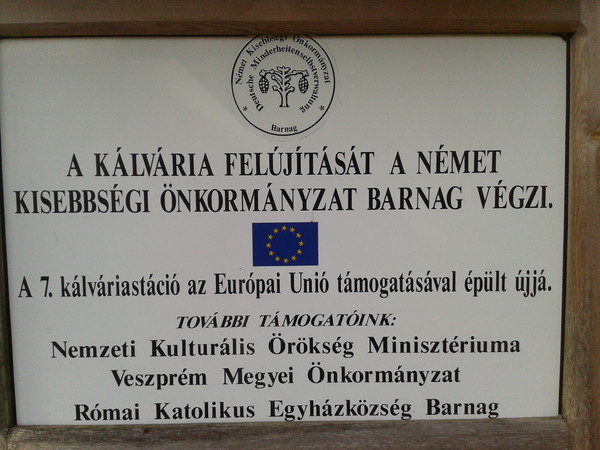 Német Kisebbségi Önkormányzat
Deutsche Minderheitenselbstverwaltung
Barnag
A KÁLVÁRIA FELÚJÍTÁSÁT A NÉMET
KISEBBSÉGI ÖNKORMÁNYZAT BARNAG VÉGZI.
A 7. kálváriastáció az Európai Unió támogatásával épült újjá.
TOVÁBBI TÁMOGATÓINK:
Nemzeti Kulturális Örökség Minisztériuma
Veszprém Megyei Önkormányzat
Római Katolikus Egyházközség Barnag